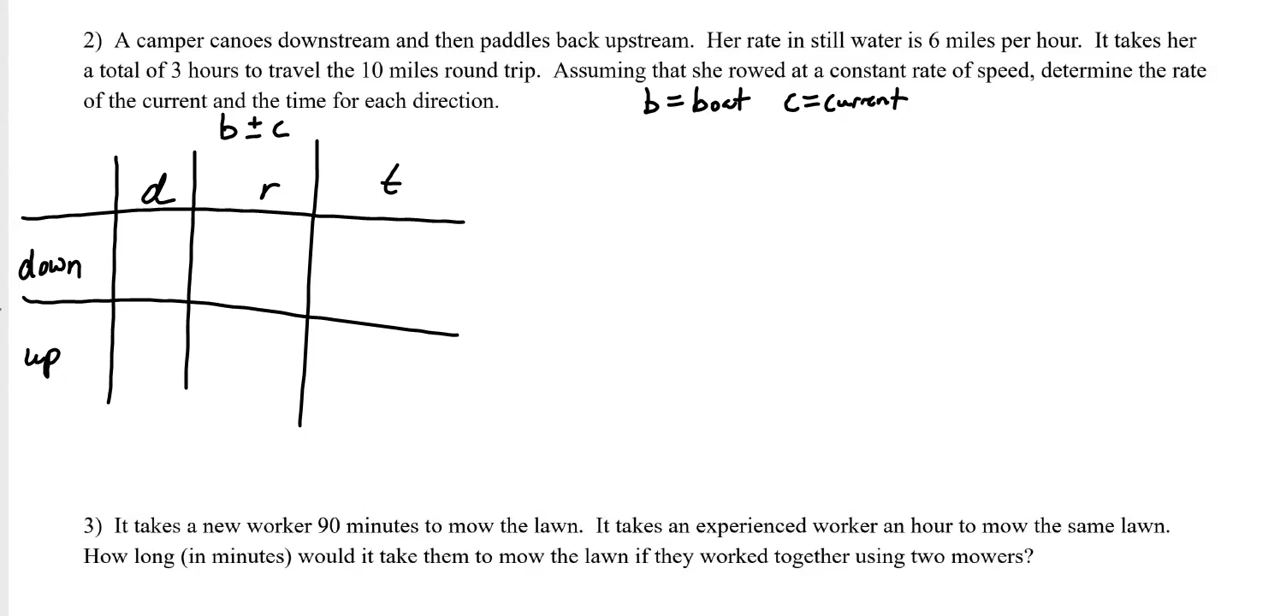 2) A camper canoes downstream and then paddles back upstream. Her rate in still water is 6 miles per hour. It takes her
a total of 3 hours to travel the 10 miles round trip. Assuming that she rowed at a constant rate of speed, determine the rate
of the current and the time for each direction.
b = boat c = current
b ± c
d r t
down
up
3) It takes a new worker 90 minutes to mow the lawn. It takes an experienced worker an hour to mow the same lawn.
How long (in minutes) would it take them to mow the lawn if they worked together using two mowers?